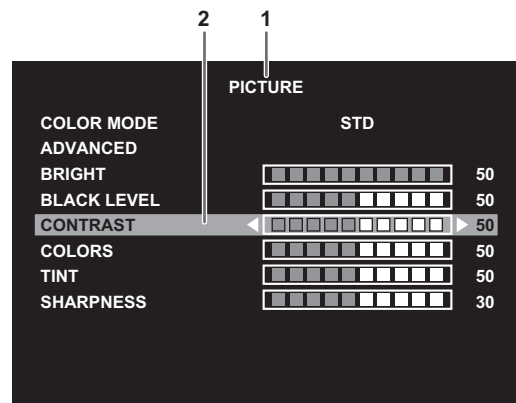 2 1
PICTURE
COLOR MODE STD
ADVANCED
BRIGHT 50
BLACK LEVEL 50
CONTRAST 50
COLORS 50
TINT 50
SHARPNESS 30